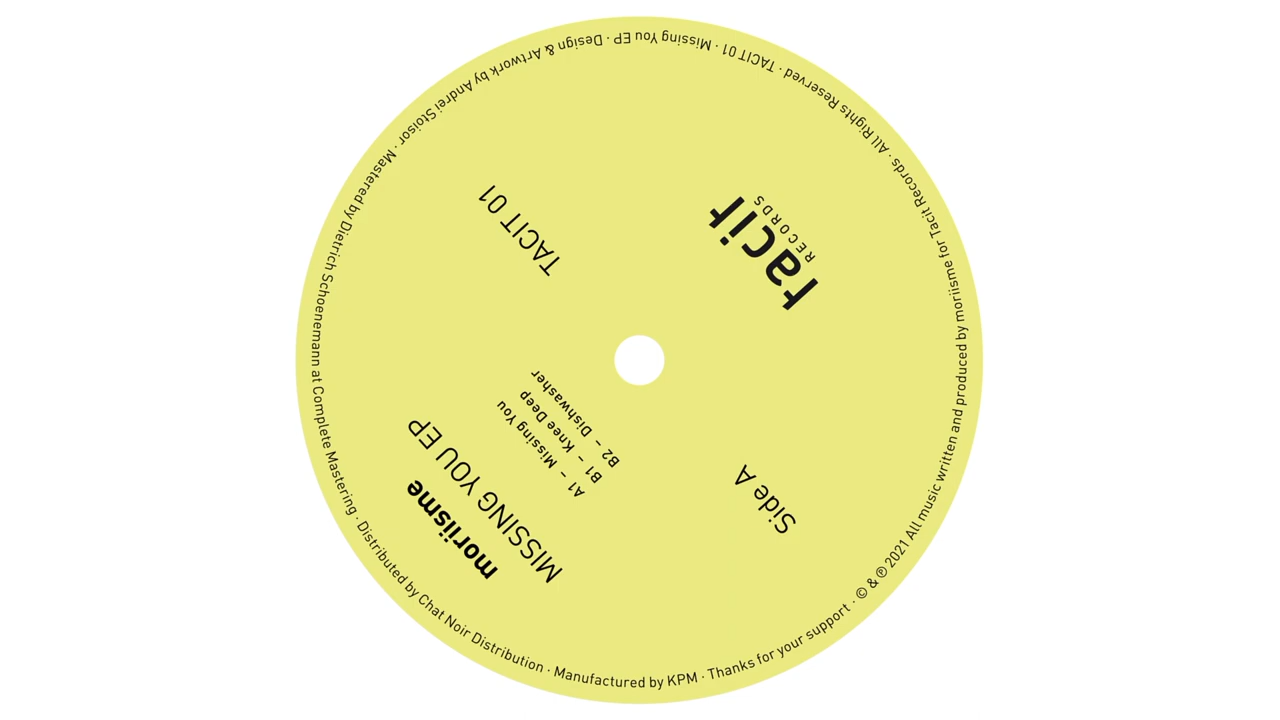 tacit
RECORDS
TACIT 01
Side A
A1 – Missing You
B1 – Knee Deep
B2 – Dishwasher
MISSING YOU EP
moriisme
© & ℗ 2021 All music written and produced by moriisme for Tacit Records · All Rights Reserved · TACIT 01 · Missing You EP · Design & Artwork by Andrei Stoisor · Mastered by Dietrich Schoenemann at Complete Mastering · Distributed by Chat Noir Distribution · Manufactured by KPM · Thanks for your support ·